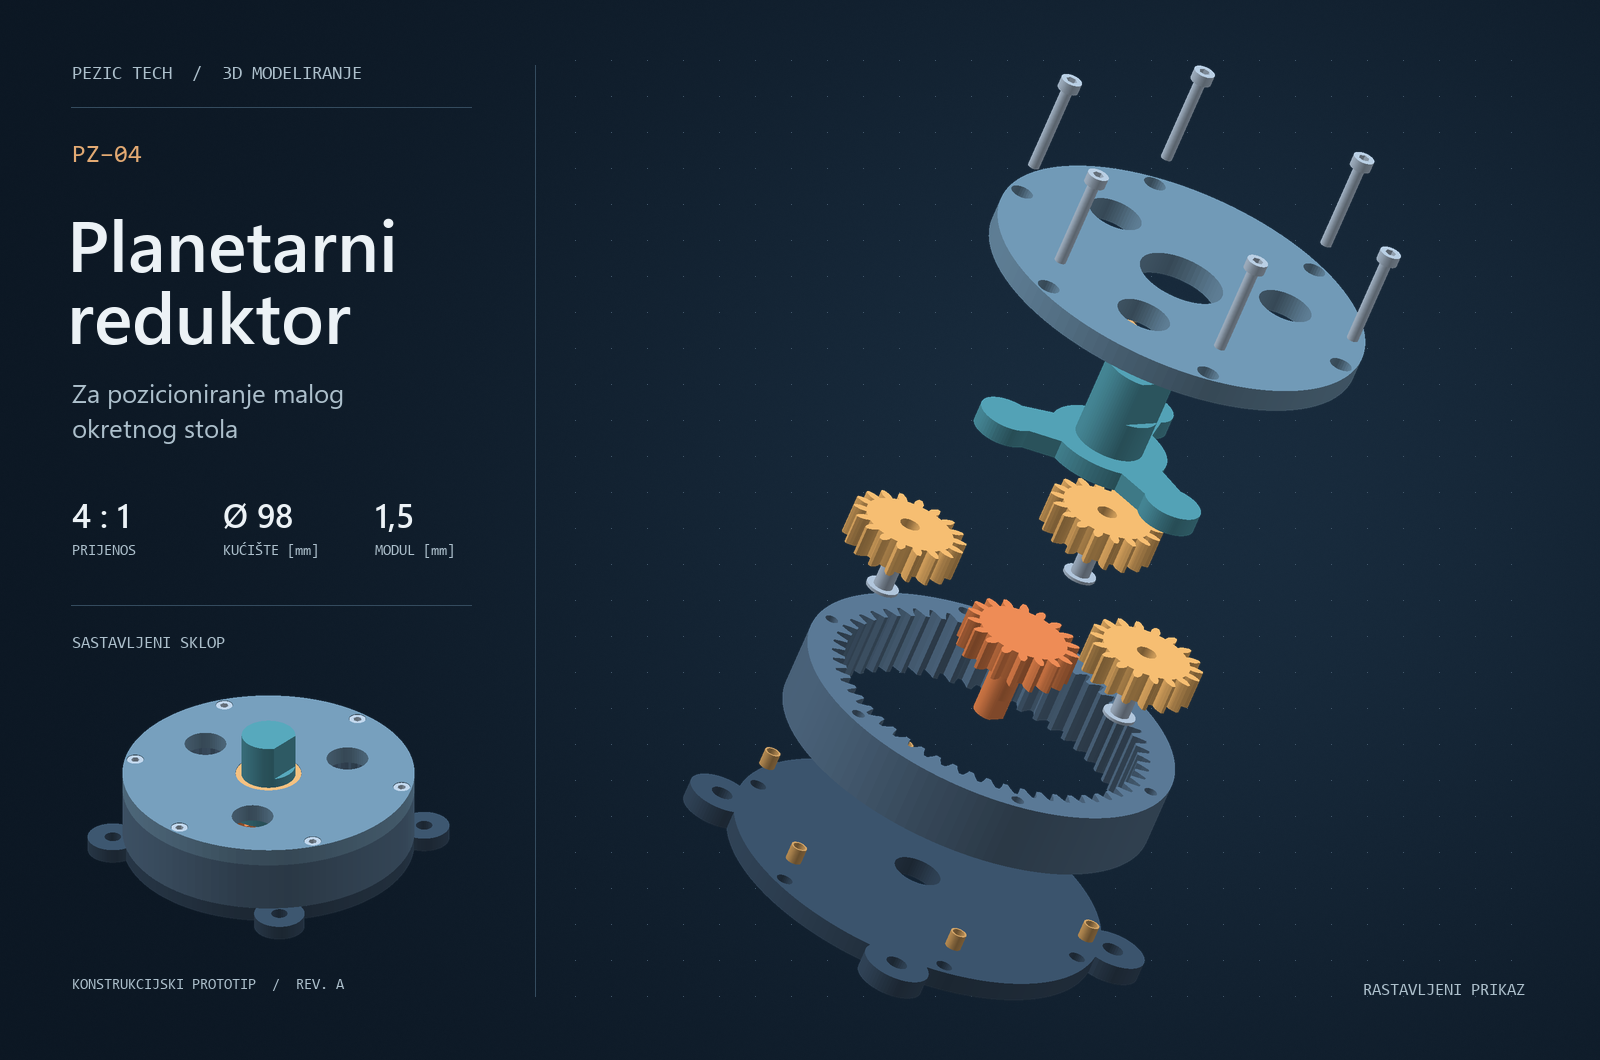 PEZIC TECH / 3D MODELIRANJE
PZ–04
Planetarni
reduktor
Za pozicioniranje malog
okretnog stola
4 : 1 Ø 98 1,5
PRIJENOS KUĆIŠTE [mm] MODUL [mm]
SASTAVLJENI SKLOP
KONSTRUKCIJSKI PROTOTIP / REV. A
RASTAVLJENI PRIKAZ